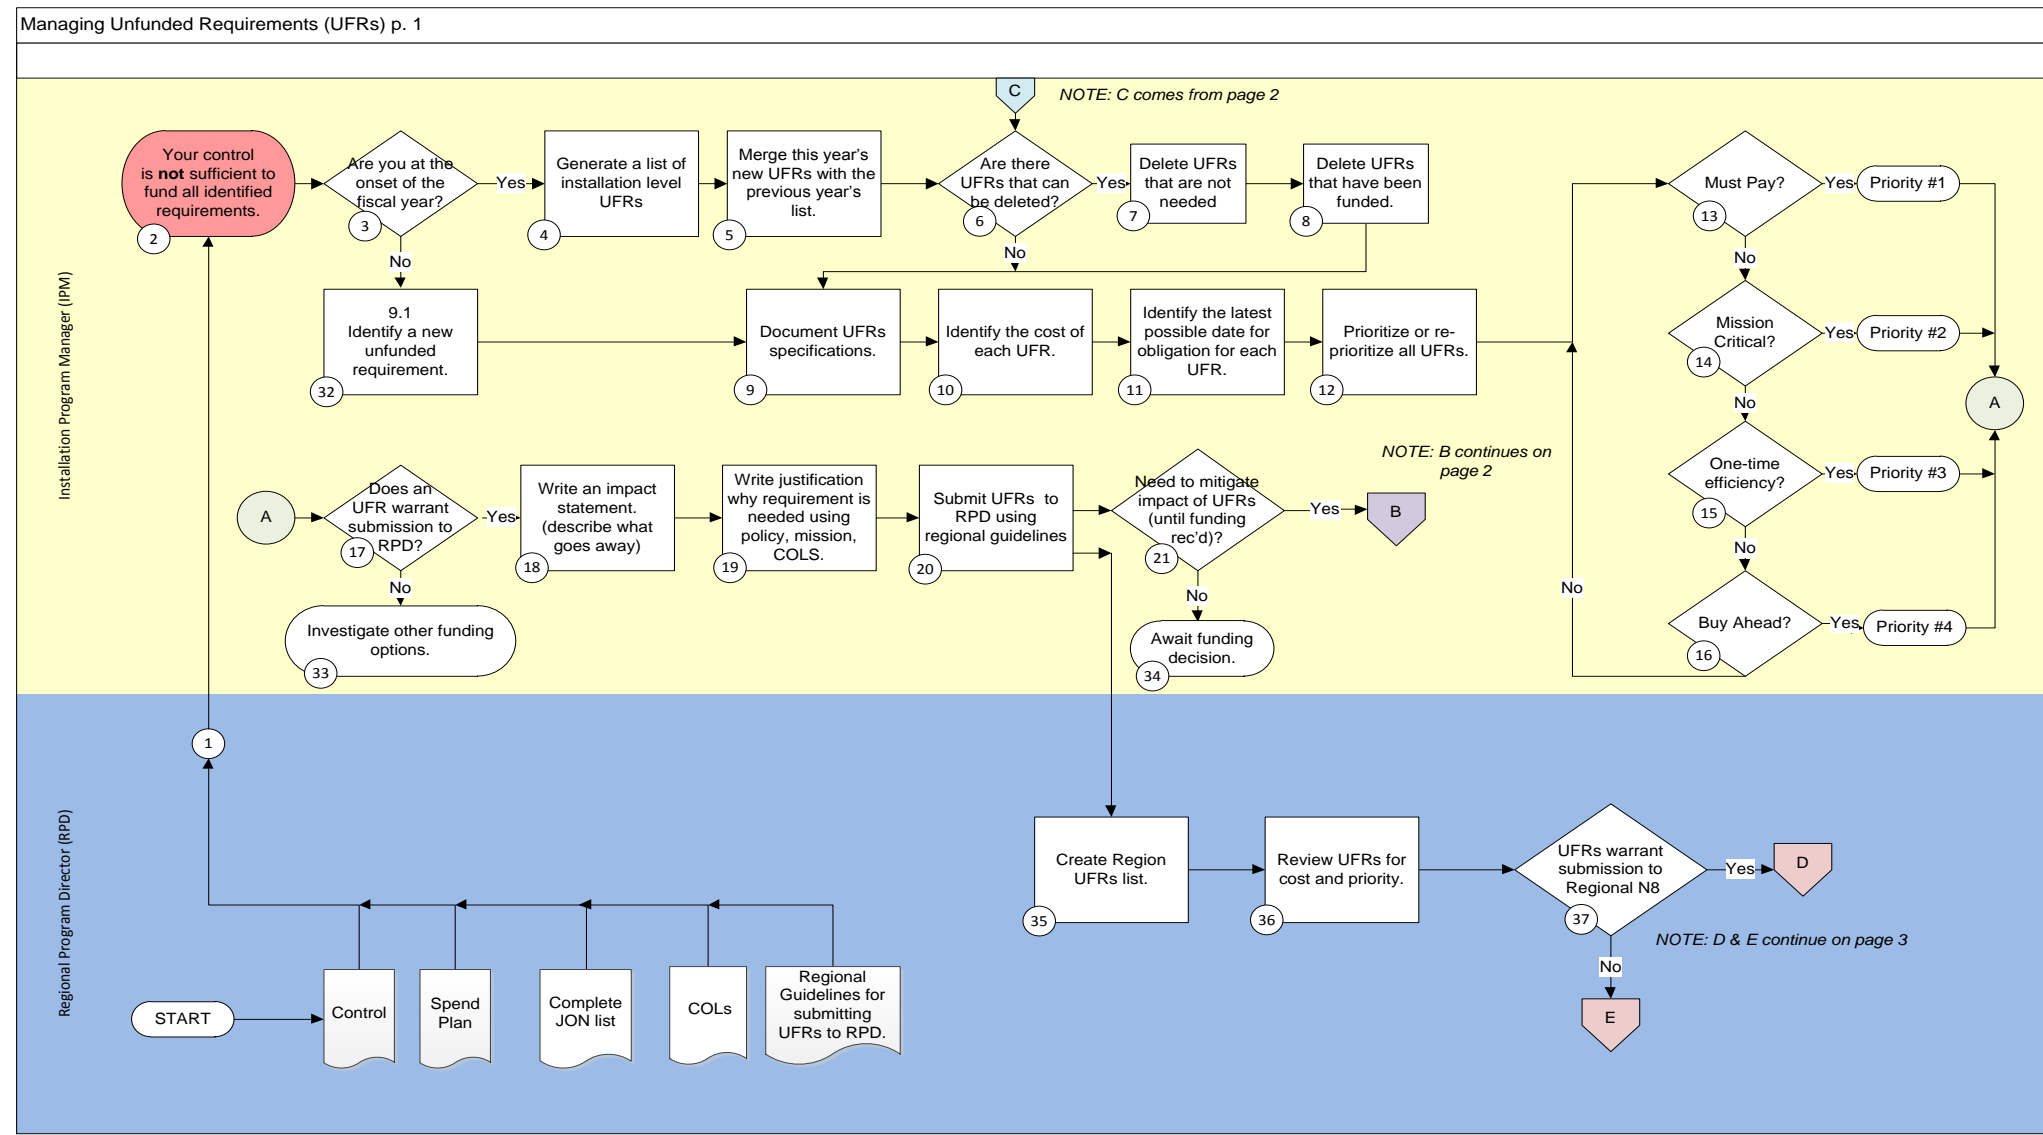 Managing Unfunded Requirements (UFRs) p. 1
C
NOTE: C comes from page 2
Your control
is not sufficient to
fund all identified
requirements.
2
Are you at the
onset of the
fiscal year?
3
Yes
No
Generate a list of
installation level
UFRs
4
Merge this year's
new UFRs with the
previous year's
list.
5
Are there
UFRs that can
be deleted?
6
Yes
No
Delete UFRs
that are not
needed
7
Delete UFRs
that have been
funded.
8
Must Pay?
13
Yes
Priority #1
No
Installation Program Manager (IPM)
9.1
Identify a new
unfunded
requirement.
32
Document UFRs
specifications.
9
Identify the cost of
each UFR.
10
Identify the latest
possible date for
obligation for each
UFR.
11
Prioritize or re-
prioritize all UFRs.
12
Mission
Critical?
14
Yes
Priority #2
No
A
NOTE: B continues on
page 2
One-time
efficiency?
15
Yes
Priority #3
No
A
Does an
UFR warrant
submission to
RPD?
17
Yes
No
Write an impact
statement.
(describe what
goes away)
18
Write justification
why requirement is
needed using
policy, mission,
COLS.
19
Submit UFRs to
RPD using
regional guidelines
20
Need to mitigate
impact of UFRs
(until funding
rec'd)?
21
Yes
B
No
No
Buy Ahead?
16
Yes
Priority #4
Investigate other funding
options.
33
Await funding
decision.
34
1
Regional Program Director (RPD)
Create Region
UFRs list.
35
Review UFRs for
cost and priority.
36
UFRs warrant
submission to
Regional N8
37
Yes
D
NOTE: D & E continue on page 3
No
E
START
Control
Spend
Plan
Complete
JON list
COLs
Regional
Guidelines for
submitting
UFRs to RPD.